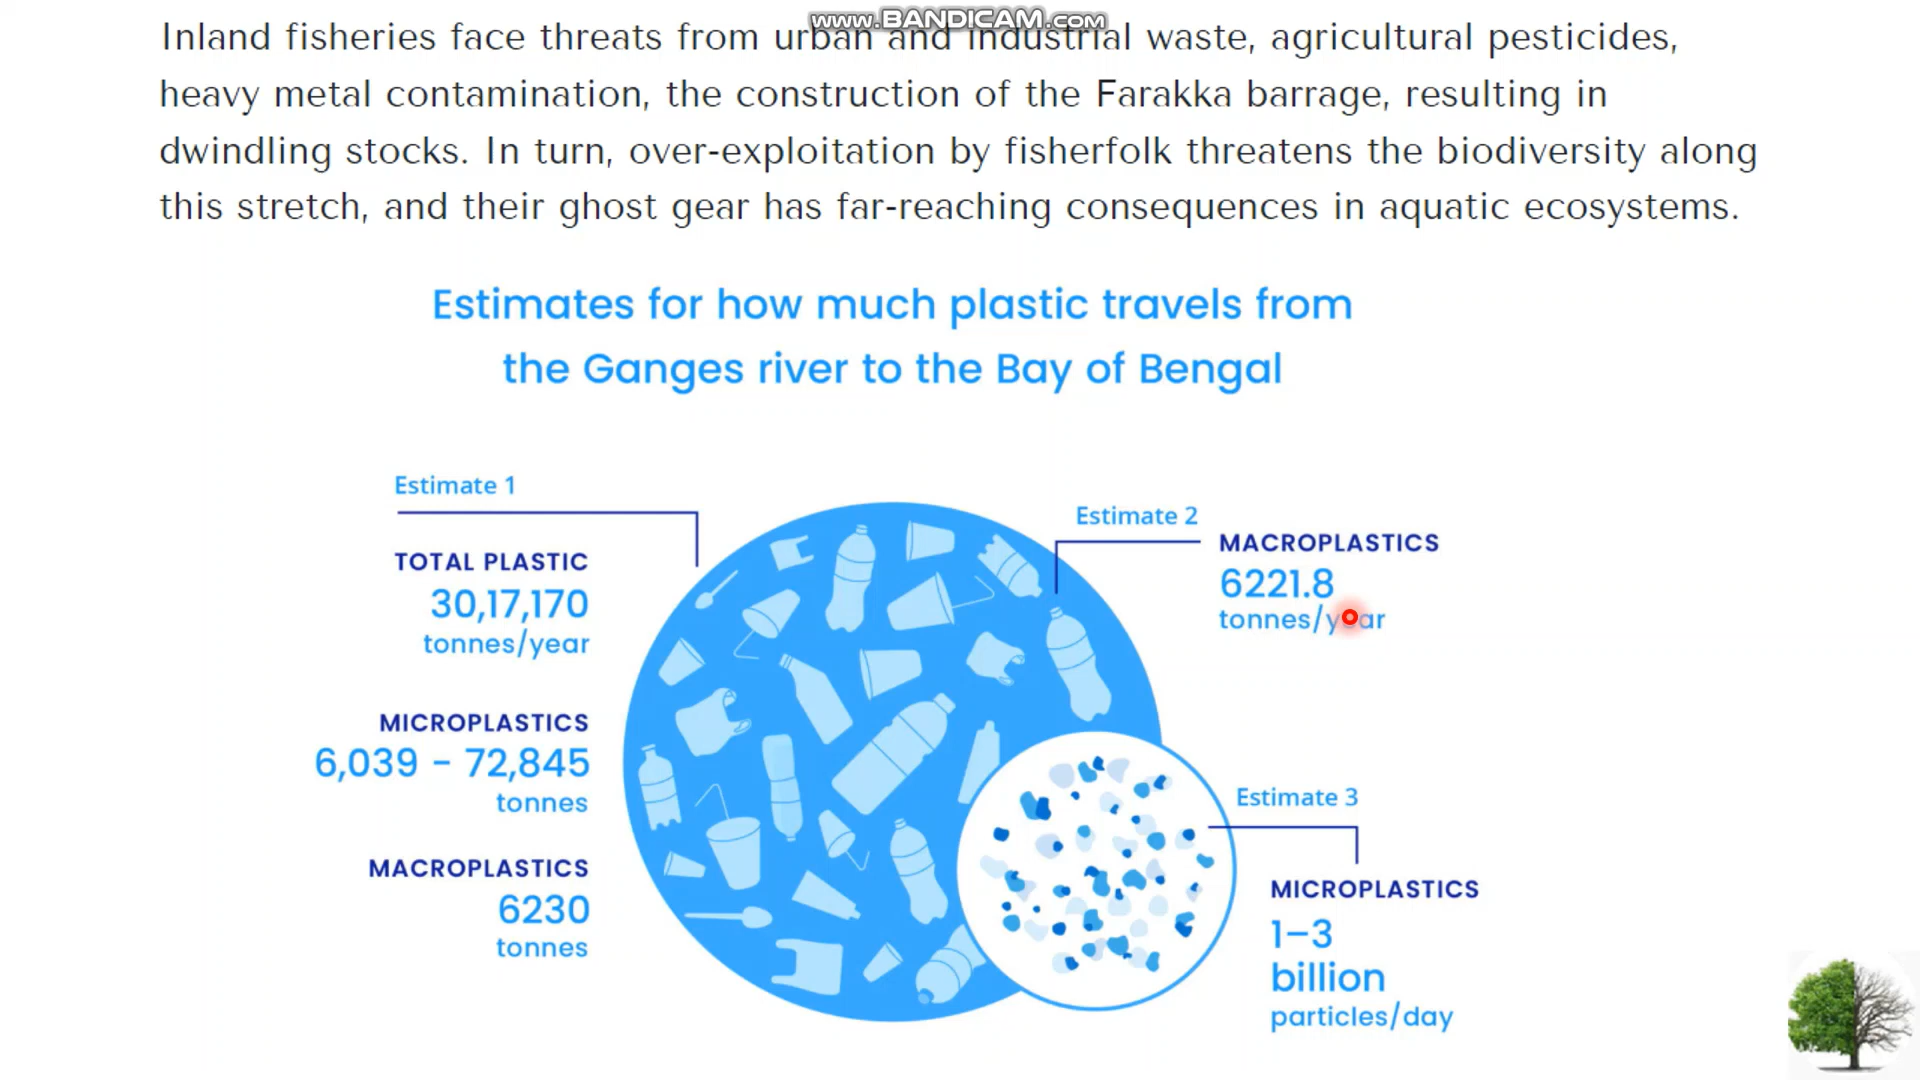 www.BANDICAM.com
Inland fisheries face threats from urban and industrial waste, agricultural pesticides,
heavy metal contamination, the construction of the Farakka barrage, resulting in
dwindling stocks. In turn, over-exploitation by fisherfolk threatens the biodiversity along
this stretch, and their ghost gear has far-reaching consequences in aquatic ecosystems.
Estimates for how much plastic travels from
the Ganges river to the Bay of Bengal
Estimate 1
TOTAL PLASTIC
30,17,170
tonnes/year
MICROPLASTICS
6,039 - 72,845
tonnes
MACROPLASTICS
6230
tonnes
Estimate 2
MACROPLASTICS
6221.8
tonnes/year
Estimate 3
MICROPLASTICS
1–3
billion
particles/day